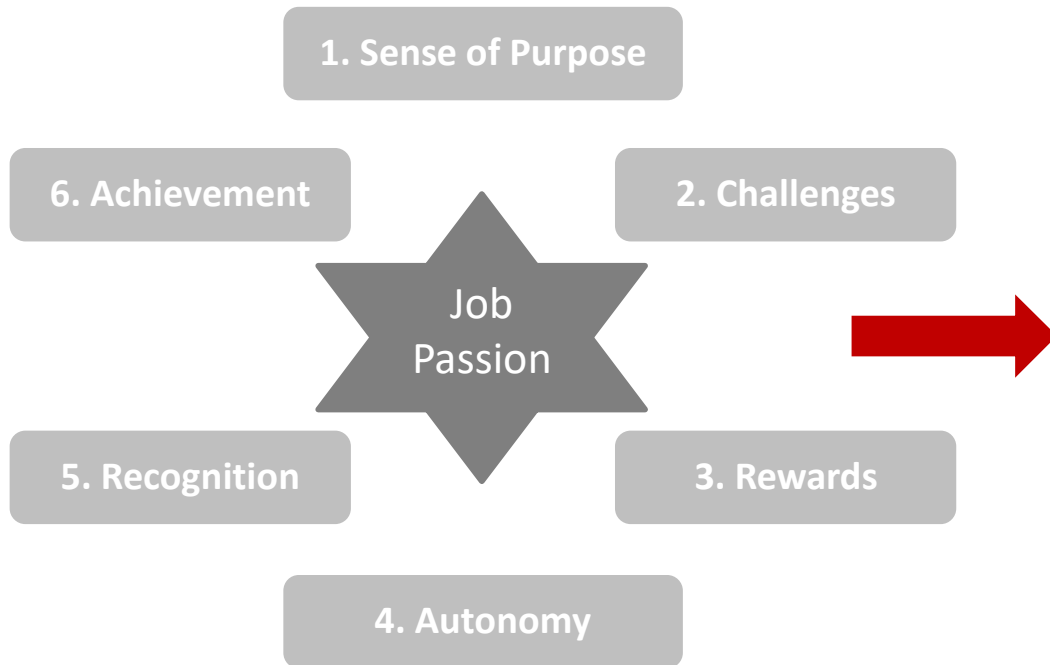 1. Sense of Purpose
6. Achievement
2. Challenges
Job
Passion
5. Recognition
3. Rewards
4. Autonomy